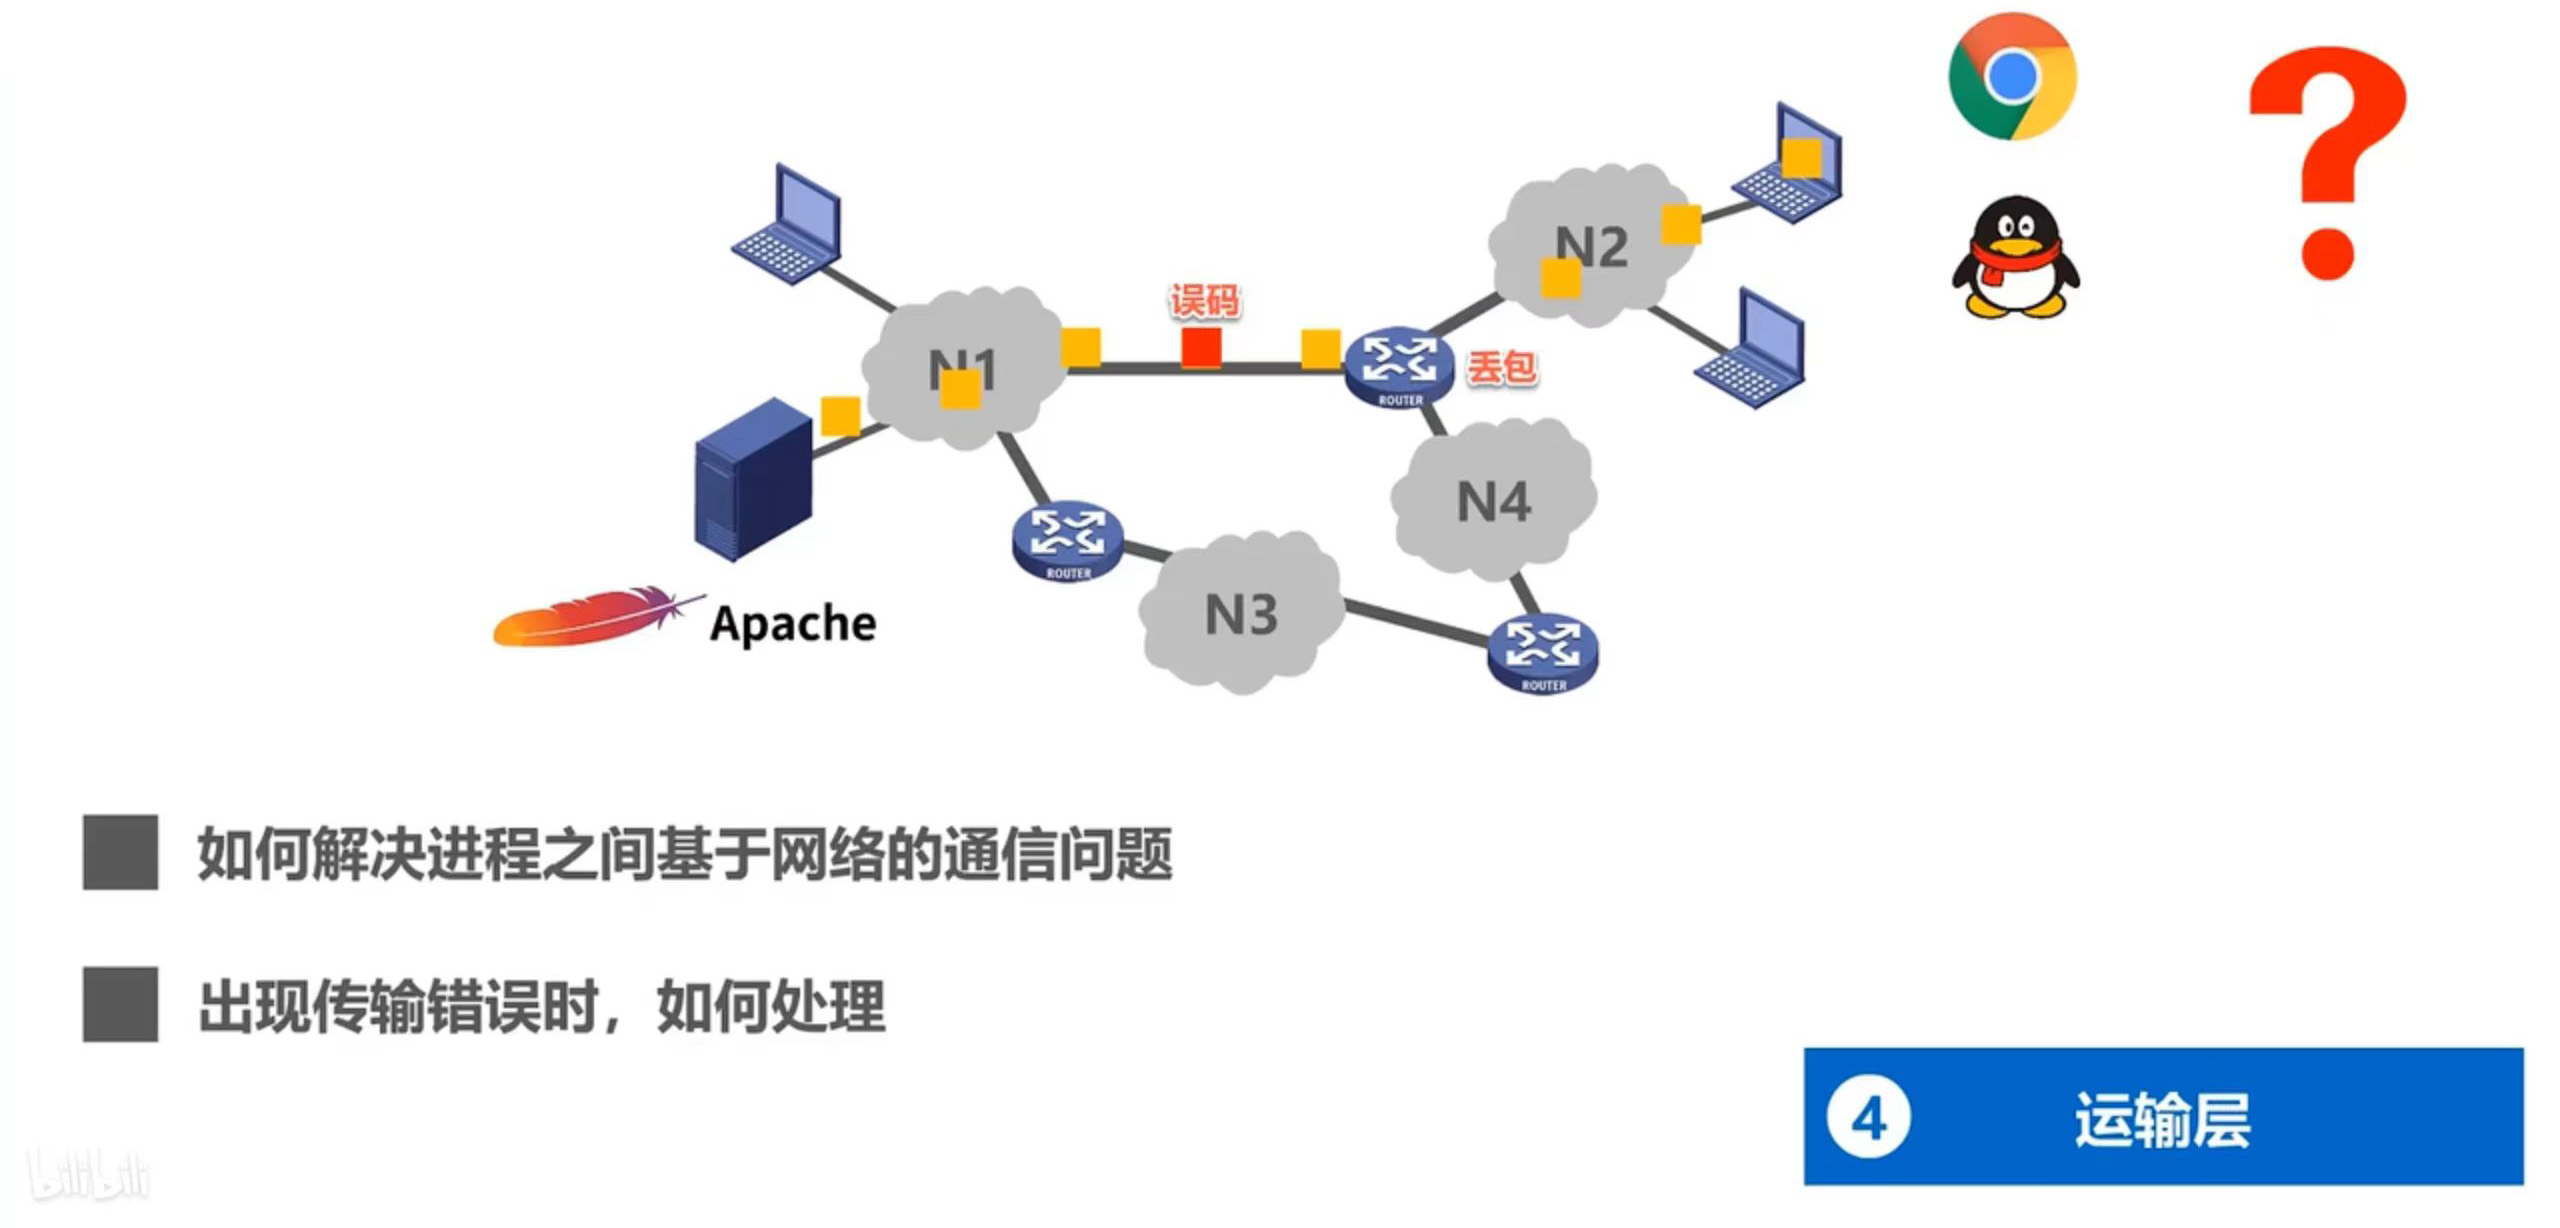 N2
误码
N1
丢包
ROUTER
N4
ROUTER
N3
Apache
ROUTER
如何解决进程之间基于网络的通信问题
出现传输错误时，如何处理
4 运输层
bilibili
?